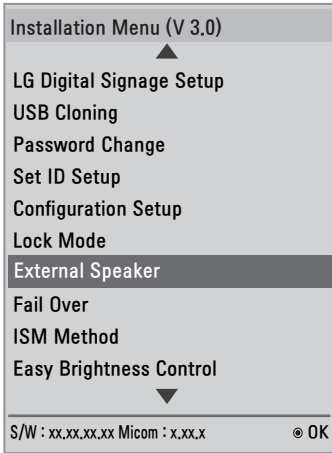 Installation Menu (V 3.0)
LG Digital Signage Setup
USB Cloning
Password Change
Set ID Setup
Configuration Setup
Lock Mode
External Speaker
Fail Over
ISM Method
Easy Brightness Control
S/W : xx.xx.xx.xx Micom : x.xx.x ◉ OK